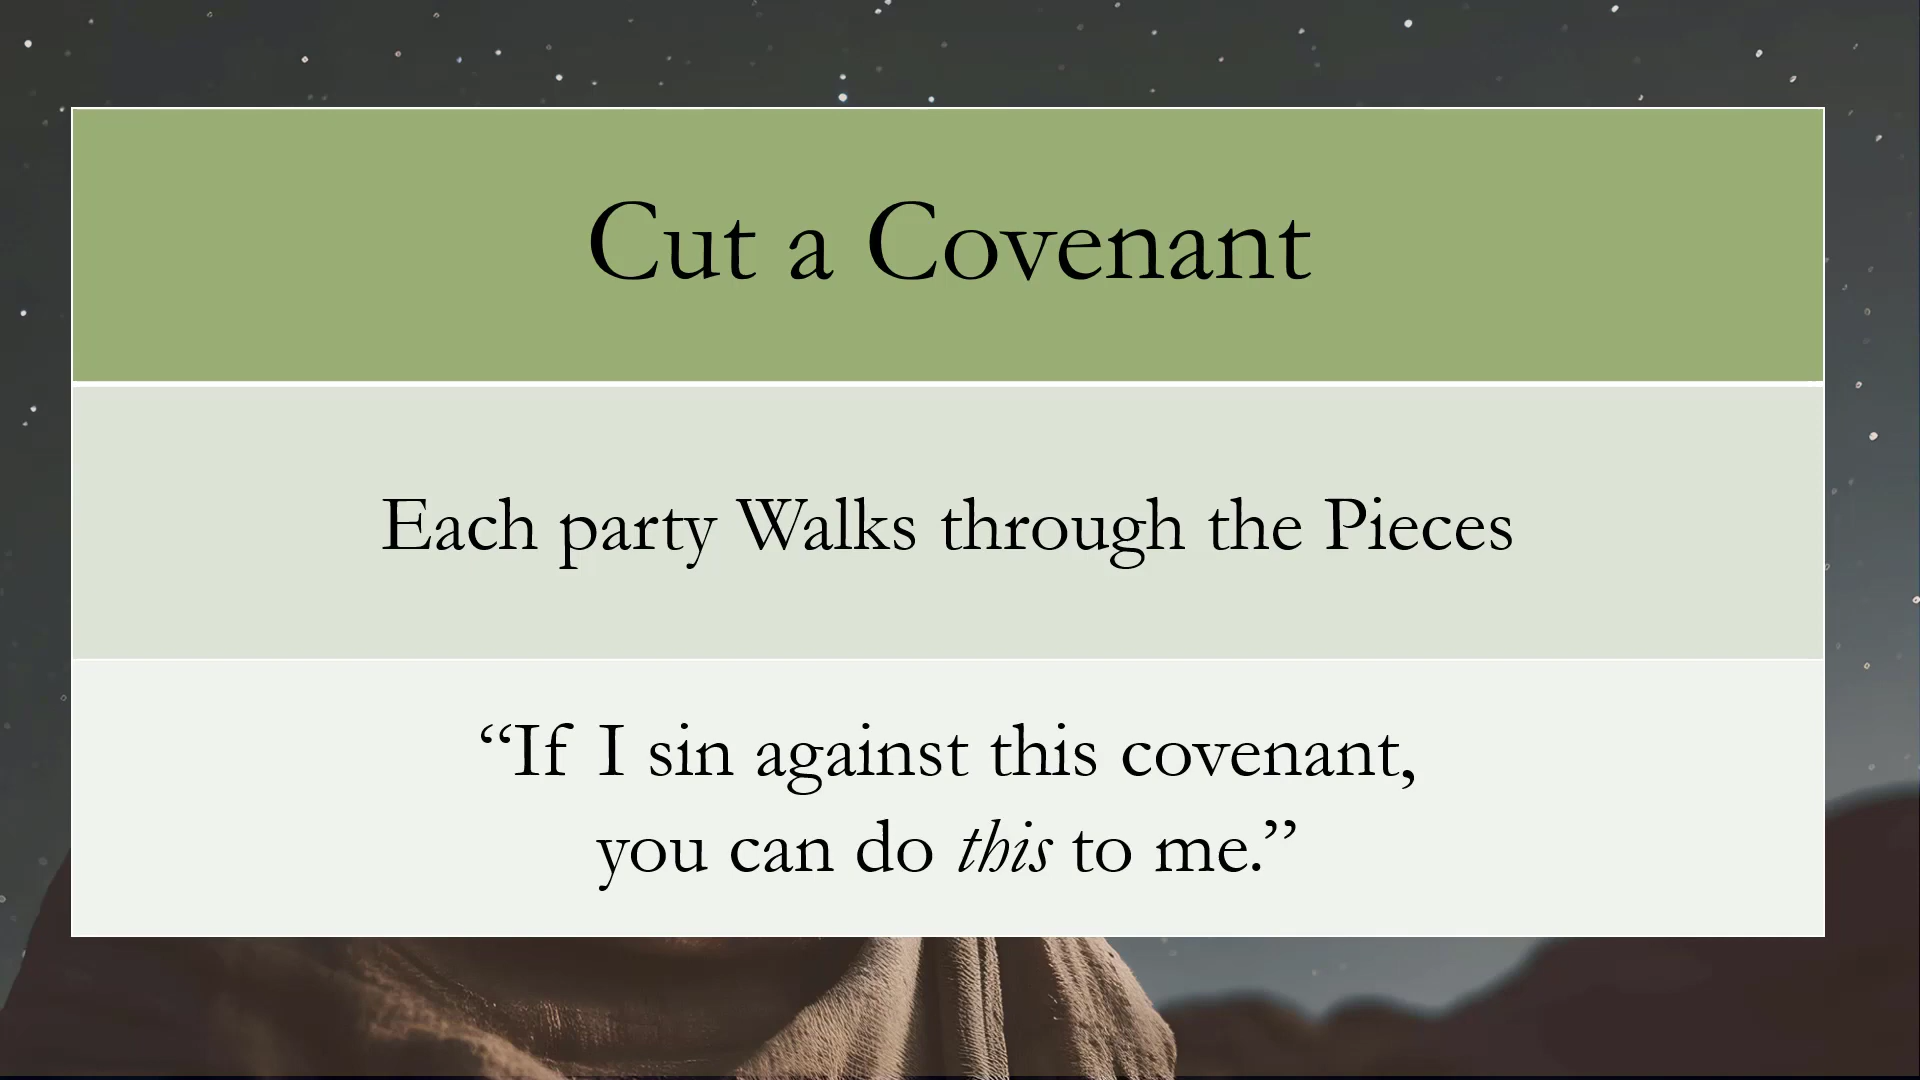 Cut a Covenant
Each party Walks through the Pieces
“If I sin against this covenant,
you can do this to me.”